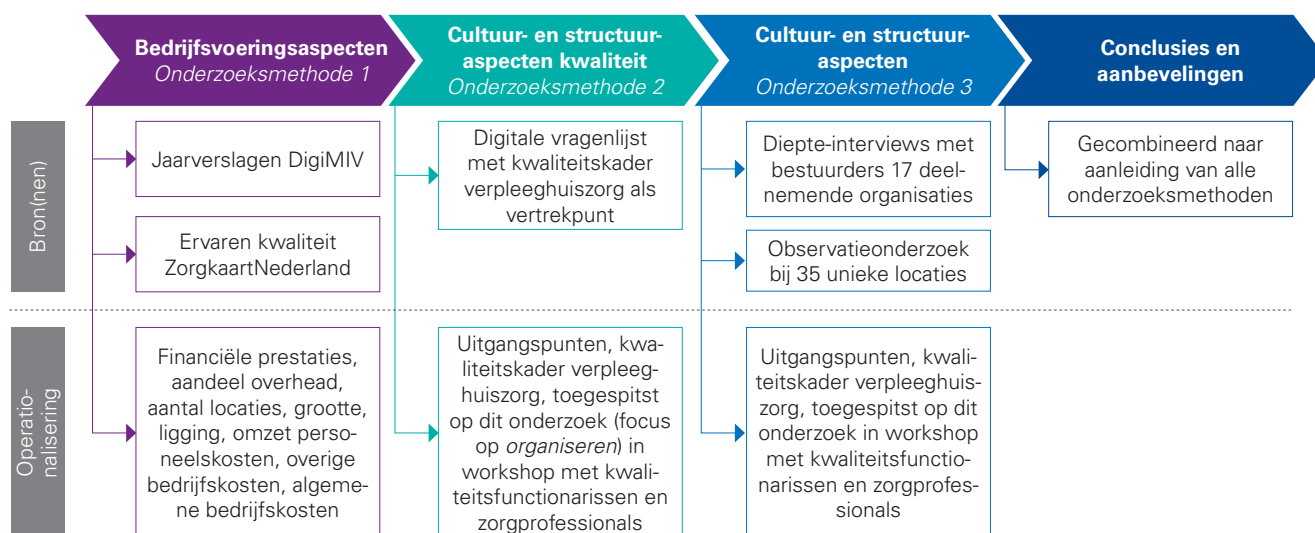 Bedrijfsvoeringsaspecten
Onderzoeksmethode 1
Cultuur- en structuur-
aspecten kwaliteit
Onderzoeksmethode 2
Cultuur- en structuur-
aspecten
Onderzoeksmethode 3
Conclusies en
aanbevelingen
Bron(nen)
Jaarverslagen DigiMIV
Ervaren kwaliteit
ZorgkaartNederland
Digitale vragenlijst
met kwaliteitskader
verpleeghuiszorg als
vertrekpunt
Diepte-interviews met
bestuurders 17 deel-
nemende organisaties
Observatieonderzoek
bij 35 unieke locaties
Gecombineerd naar
aanleiding van alle
onderzoeksmethoden
Operatio-
nalisering
Financiële prestaties,
aandeel overhead,
aantal locaties, grootte,
ligging, omzet perso-
neelskosten, overige
bedrijfskosten, algeme-
ne bedrijfskosten
Uitgangspunten, kwa-
liteitskader verpleeg-
huiszorg, toegespitst
op dit onderzoek (focus
op organiseren) in
workshop met kwali-
teitsfunctionarissen en
zorgprofessionals
Uitgangspunten, kwali-
teitskader verpleeghuis-
zorg, toegespitst op dit
onderzoek in workshop
met kwaliteitsfunctio-
narissen en zorgprofes-
sionals